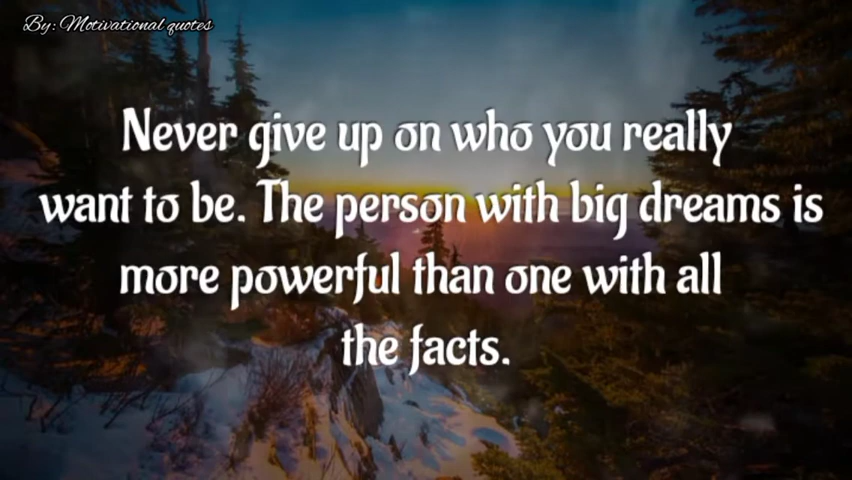 By: Motivational quotes
Never give up on who you really
want to be. The person with big dreams is
more powerful than one with all
the facts.